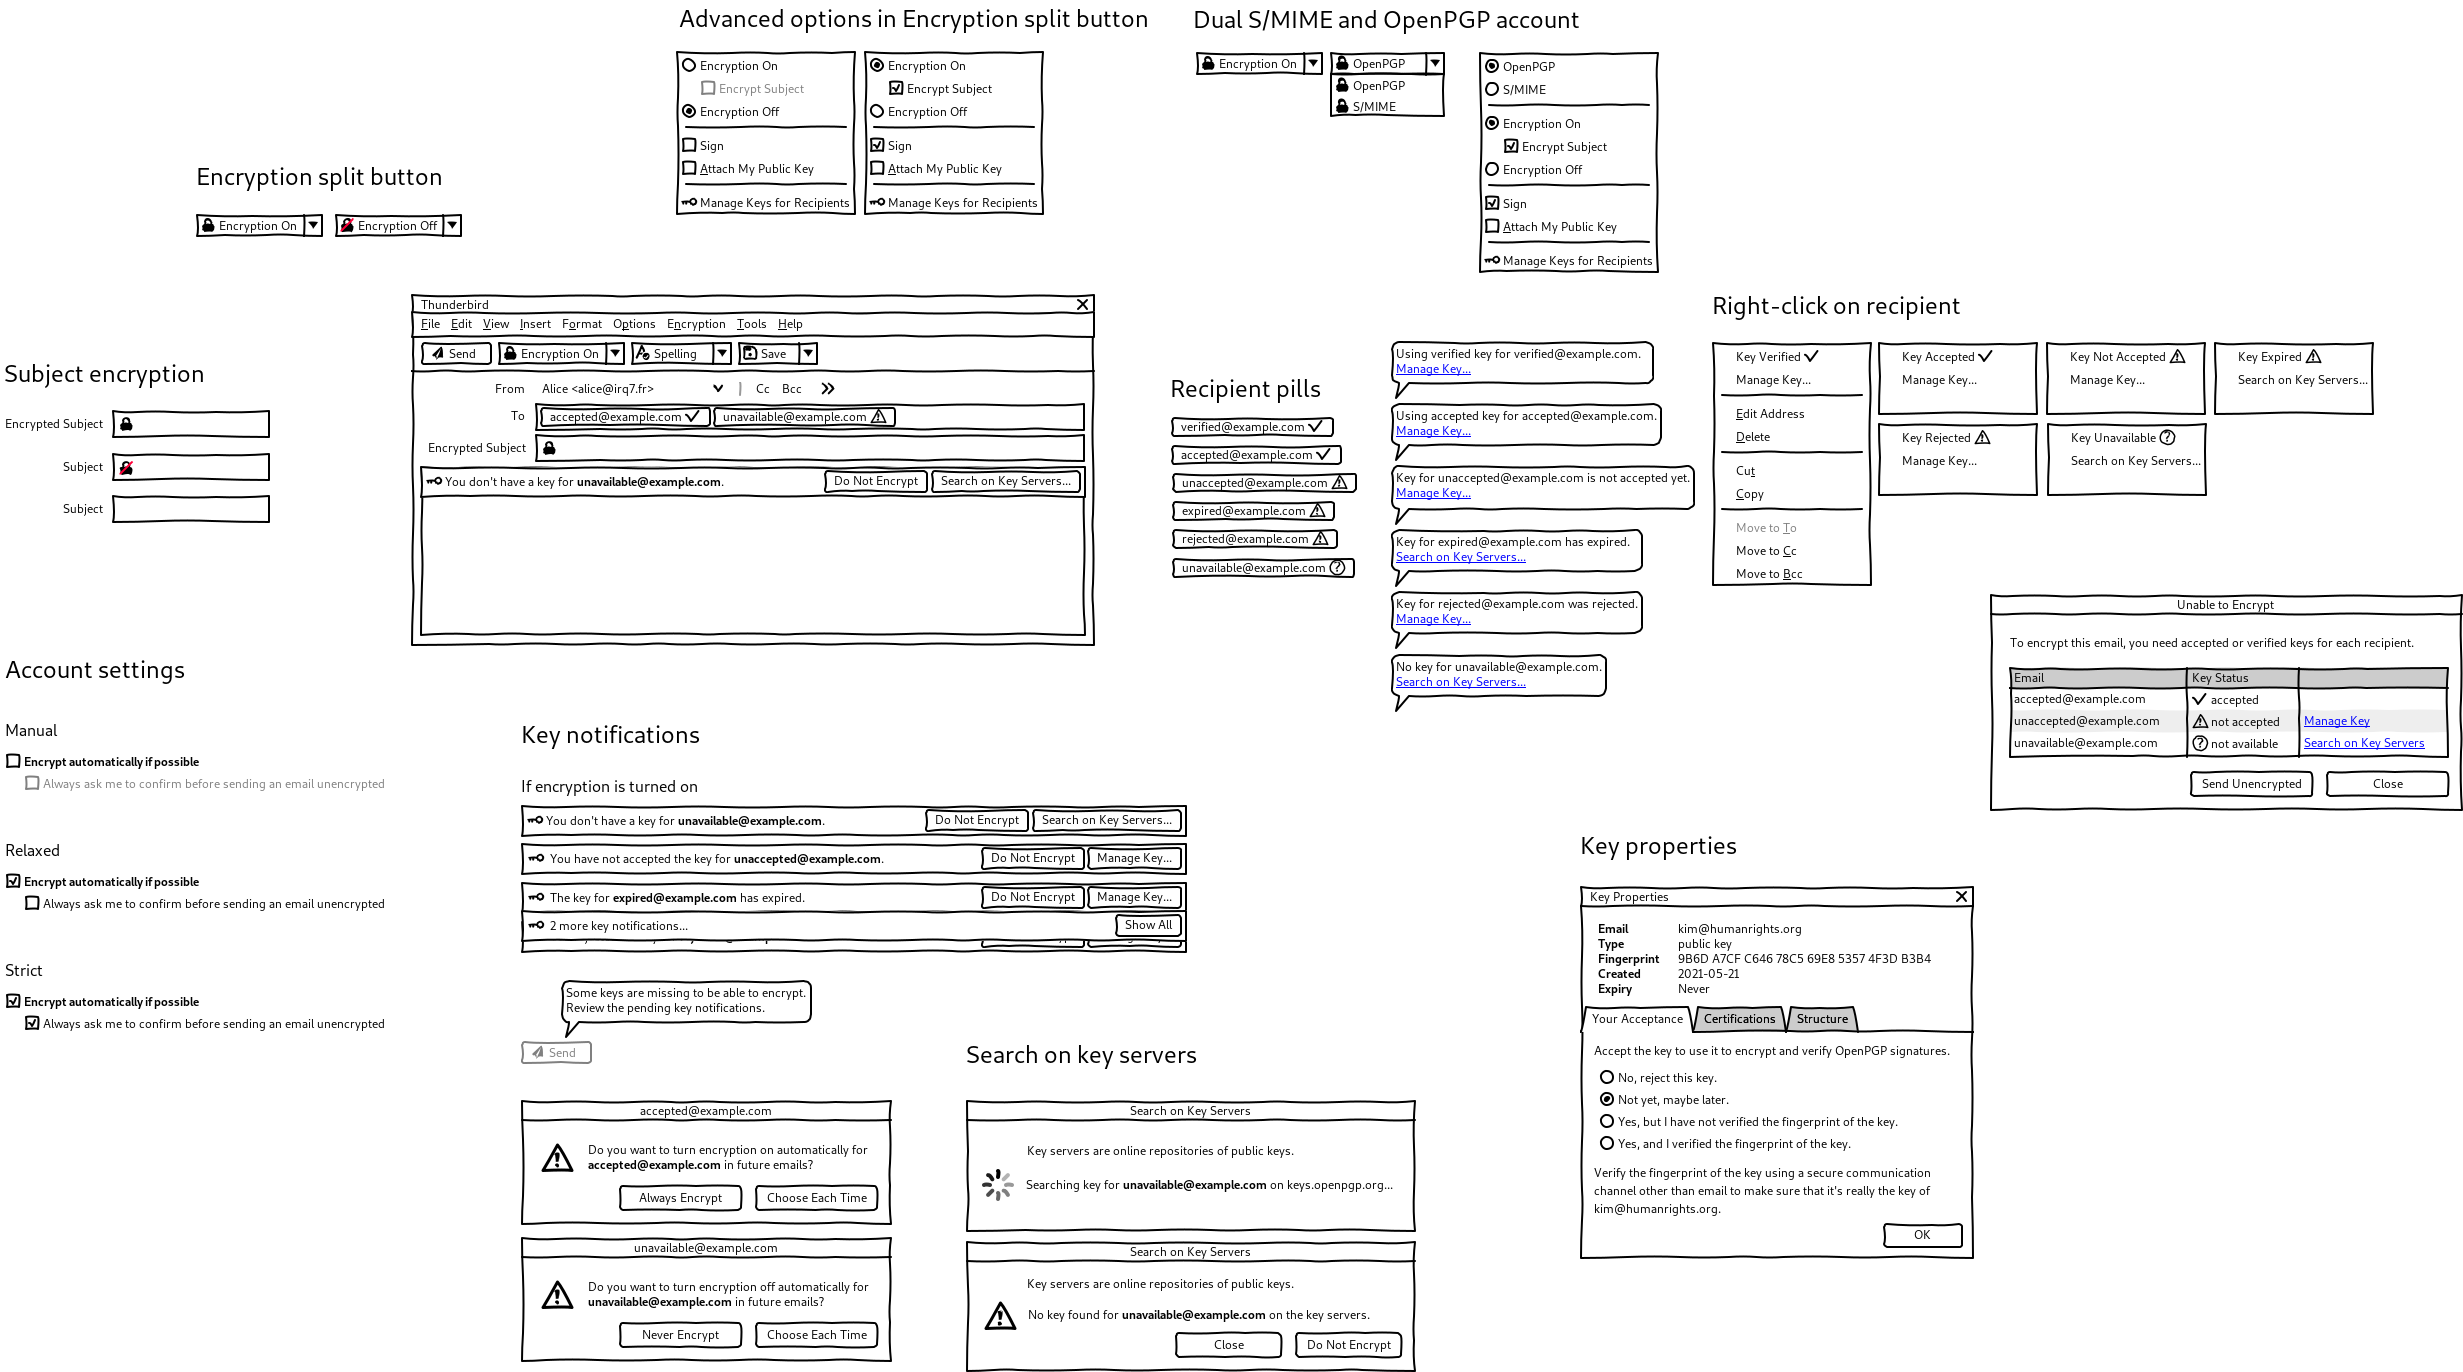 Advanced options in Encryption split button
Encryption On
Encrypt Subject
Encryption Off
Sign
Attach My Public Key
Manage Keys for Recipients
Encryption On
Encrypt Subject
Encryption Off
Sign
Attach My Public Key
Manage Keys for Recipients
Dual S/MIME and OpenPGP account
Encryption On
OpenPGP
OpenPGP
S/MIME
OpenPGP
S/MIME
Encryption On
Encrypt Subject
Encryption Off
Sign
Attach My Public Key
Manage Keys for Recipients
Encryption split button
Encryption On
Encryption Off
Subject encryption
Encrypted Subject
Subject
Subject
Thunderbird
File Edit View Insert Format Options Encryption Tools Help
Send Encryption On Spelling Save
From Alice <alice@irq7.fr> Cc Bcc
To accepted@example.com unavailable@example.com
Encrypted Subject
You don't have a key for unavailable@example.com. Do Not Encrypt Search on Key Servers...
Recipient pills
verified@example.com
accepted@example.com
unaccepted@example.com
expired@example.com
rejected@example.com
unavailable@example.com
Using verified key for verified@example.com.
Manage Key...
Using accepted key for accepted@example.com.
Manage Key...
Key for unaccepted@example.com is not accepted yet.
Manage Key...
Key for expired@example.com has expired.
Search on Key Servers...
Key for rejected@example.com was rejected.
Manage Key...
No key for unavailable@example.com.
Search on Key Servers...
Right-click on recipient
Key Verified
Manage Key...
Edit Address
Delete
Cut
Copy
Move to To
Move to Cc
Move to Bcc
Key Accepted
Manage Key...
Key Not Accepted
Manage Key...
Key Expired
Search on Key Servers...
Key Rejected
Manage Key...
Key Unavailable
Search on Key Servers...
Unable to Encrypt
To encrypt this email, you need accepted or verified keys for each recipient.
Email Key Status
accepted@example.com accepted
unaccepted@example.com not accepted Manage Key
unavailable@example.com not available Search on Key Servers
Send Unencrypted Close
Account settings
Manual
Encrypt automatically if possible
Always ask me to confirm before sending an email unencrypted
Relaxed
Encrypt automatically if possible
Always ask me to confirm before sending an email unencrypted
Strict
Encrypt automatically if possible
Always ask me to confirm before sending an email unencrypted
Key notifications
If encryption is turned on
You don't have a key for unavailable@example.com. Do Not Encrypt Search on Key Servers...
You have not accepted the key for unaccepted@example.com. Do Not Encrypt Manage Key...
The key for expired@example.com has expired. Do Not Encrypt Manage Key...
2 more key notifications... Show All
Some keys are missing to be able to encrypt.
Review the pending key notifications.
Send
accepted@example.com
Do you want to turn encryption on automatically for
accepted@example.com in future emails?
Always Encrypt Choose Each Time
unavailable@example.com
Do you want to turn encryption off automatically for
unavailable@example.com in future emails?
Never Encrypt Choose Each Time
Search on key servers
Search on Key Servers
Key servers are online repositories of public keys.
Searching key for unavailable@example.com on keys.openpgp.org...
Search on Key Servers
Key servers are online repositories of public keys.
No key found for unavailable@example.com on the key servers.
Close Do Not Encrypt
Key properties
Key Properties
Email kim@humanrights.org
Type public key
Fingerprint 9B6D A7CF C646 78C5 69E8 5357 4F3D B3B4
Created 2021-05-21
Expiry Never
Your Acceptance Certifications Structure
Accept the key to use it to encrypt and verify OpenPGP signatures.
No, reject this key.
Not yet, maybe later.
Yes, but I have not verified the fingerprint of the key.
Yes, and I verified the fingerprint of the key.
Verify the fingerprint of the key using a secure communication
channel other than email to make sure that it's really the key of
kim@humanrights.org.
OK